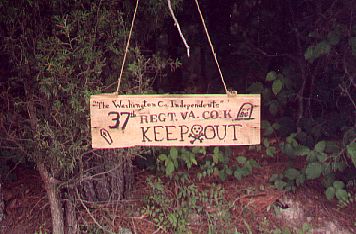 "The Washington Co. Independents"
37th REGT. VA. CO. K
KEEP OUT